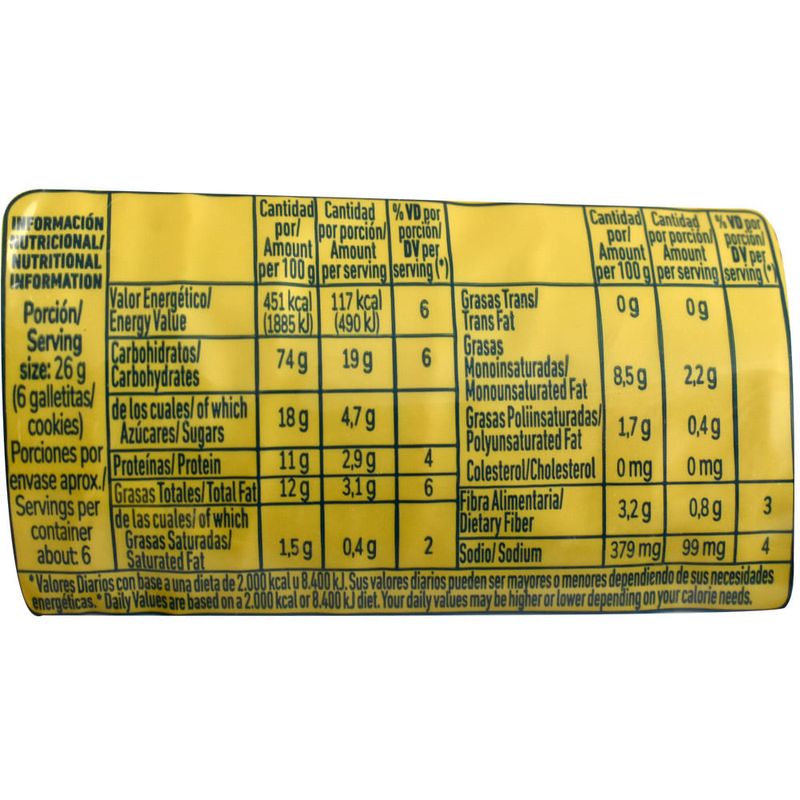 INFORMACIÓN
NUTRICIONAL/
NUTRITIONAL
INFORMATION
Porción/
Serving
size: 26 g
(6 galletitas/
cookies)
Porciones por
envase aprox./
Servings per
container
about: 6
Cantidad
por/
Amount
per 100 g
Cantidad
por porción/
Amount
per serving
% VD por
porción/
DV per
serving (*)
Valor Energético/
Energy Value
451 kcal
(1885 kJ)
117 kcal
(490 kJ)
6
Carbohidratos/
Carbohydrates
74 g
19 g
6
de los cuales/ of which
Azúcares/ Sugars
18 g
4,7 g
Proteínas/ Protein
11 g
2,9 g
4
Grasas Totales/ Total Fat
12 g
3,1 g
6
de las cuales/ of which
Grasas Saturadas/
Saturated Fat
1,5 g
0,4 g
2
Cantidad
por/
Amount
per 100 g
Cantidad
por porción/
Amount
per serving
% VD por
porción/
DV per
serving (*)
Grasas Trans/
Trans Fat
0 g
0 g
Grasas
Monoinsaturadas/
Monounsaturated Fat
8,5 g
2,2 g
Grasas Poliinsaturadas/
Polyunsaturated Fat
1,7 g
0,4 g
Colesterol/Cholesterol
0 mg
0 mg
Fibra Alimentaria/
Dietary Fiber
3,2 g
0,8 g
3
Sodio/ Sodium
379 mg
99 mg
4
*Valores Diarios con base a una dieta de 2.000 kcal u 8.400 kJ. Sus valores diarios pueden ser mayores o menores dependiendo de sus necesidades
energéticas. * Daily Values are based on a 2.000 kcal or 8.400 kJ diet. Your daily values may be higher or lower depending on your calorie needs.